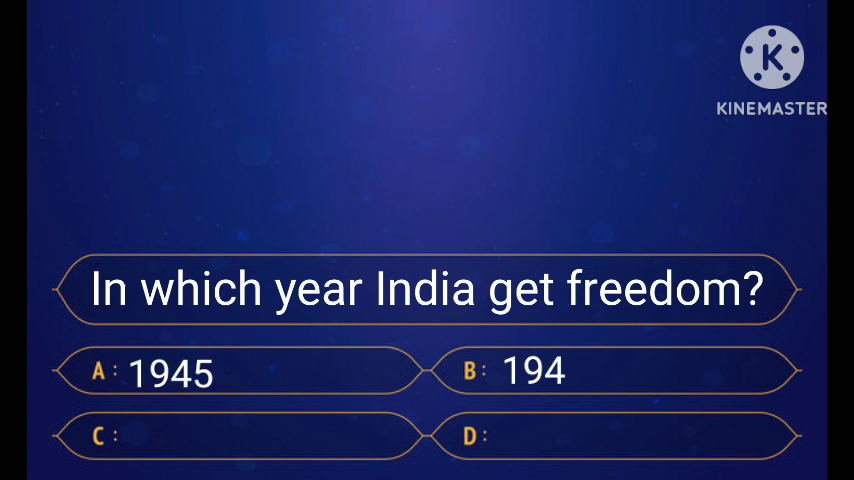 KINEMASTER
In which year India get freedom?
A : 1945
B : 194
C :
D :